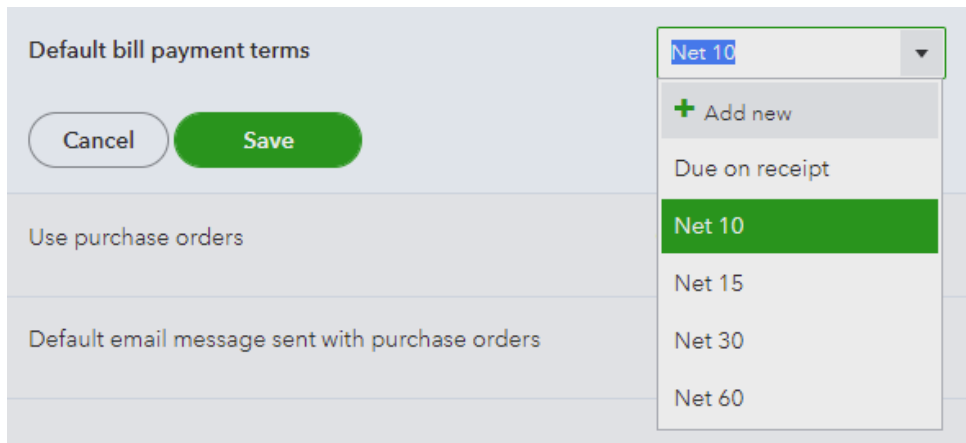 Default bill payment terms
Net 10
Cancel
Save
Add new
Due on receipt
Net 10
Net 15
Net 30
Net 60
Use purchase orders
Default email message sent with purchase orders